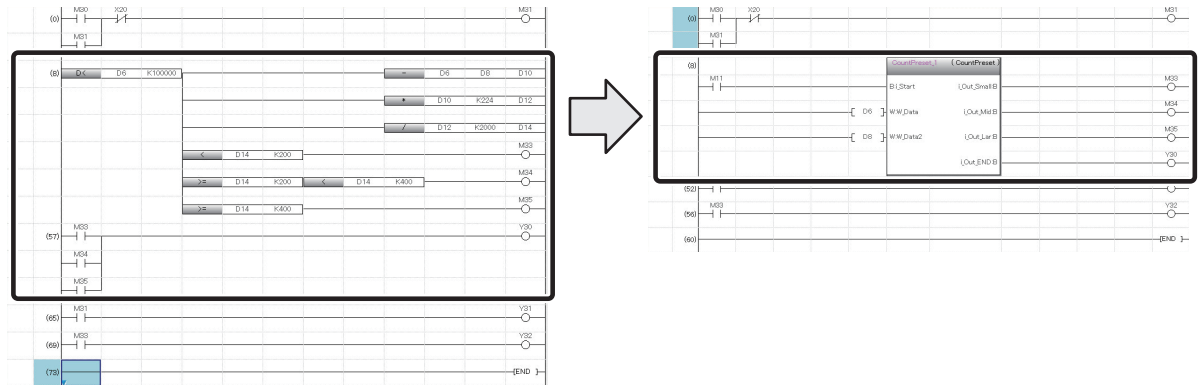 M30 X20 M31
(0)
M31
(8) D< D6 K100000 - D6 D8 D10
* D10 K224 D12
/ D12 K2000 D14
M33
< D14 K200
M34
>= D14 K200 < D14 K400
M35
>= D14 K400
M33 Y30
(57)
M34
M35
M31 Y31
(65)
M33 Y32
(69)
(73) [END ]
M30 X20 M31
(0)
M31
(8) CountPreset_1 ( CountPreset )
M11 M33
B:i_Start i_Out_Small:B
M34
[ D6 ] W:W_Data i_Out_Mid:B
M35
[ D8 ] W:W_Data2 i_Out_Lar:B
Y30
i_Out_END:B
(52)
M33 Y32
(56)
(60) [END ]